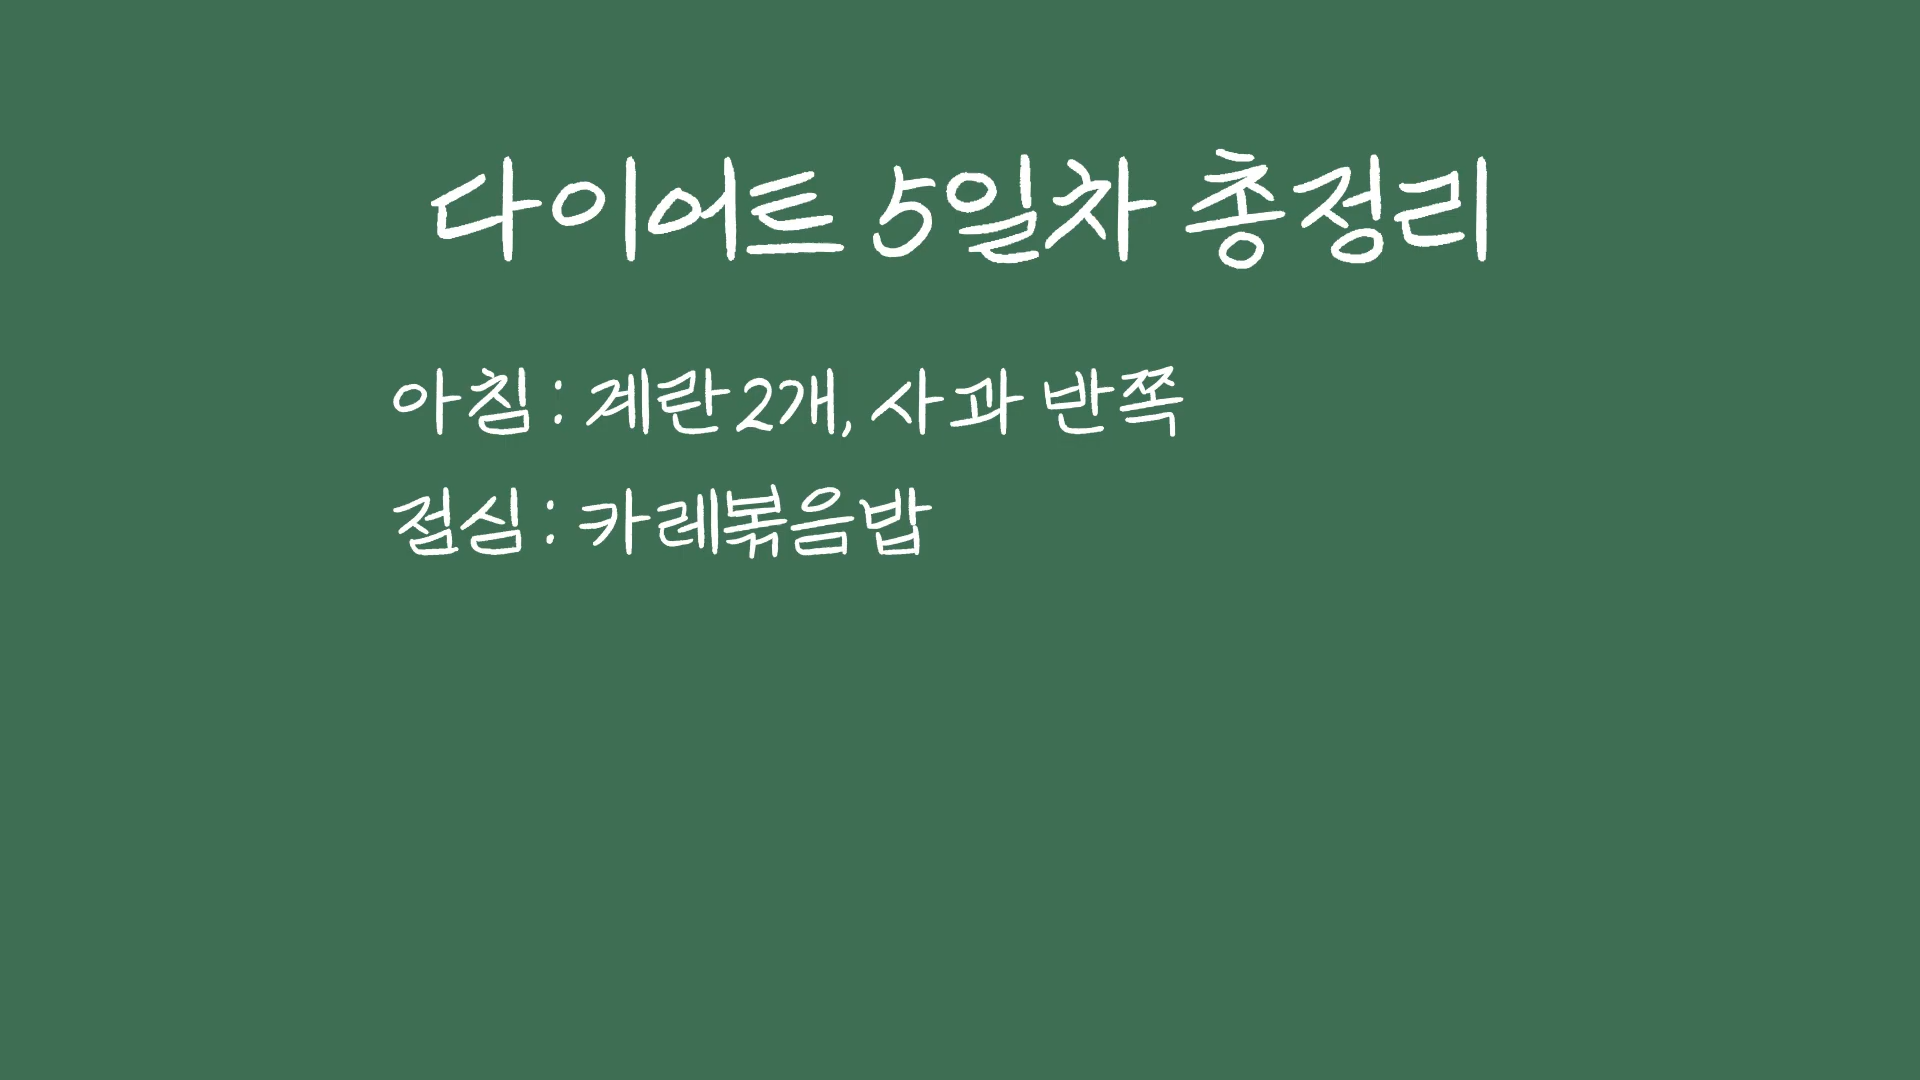 다이어트 5일차 총정리
아침 : 계란 2개, 사과 반쪽
점심 : 카레볶음밥